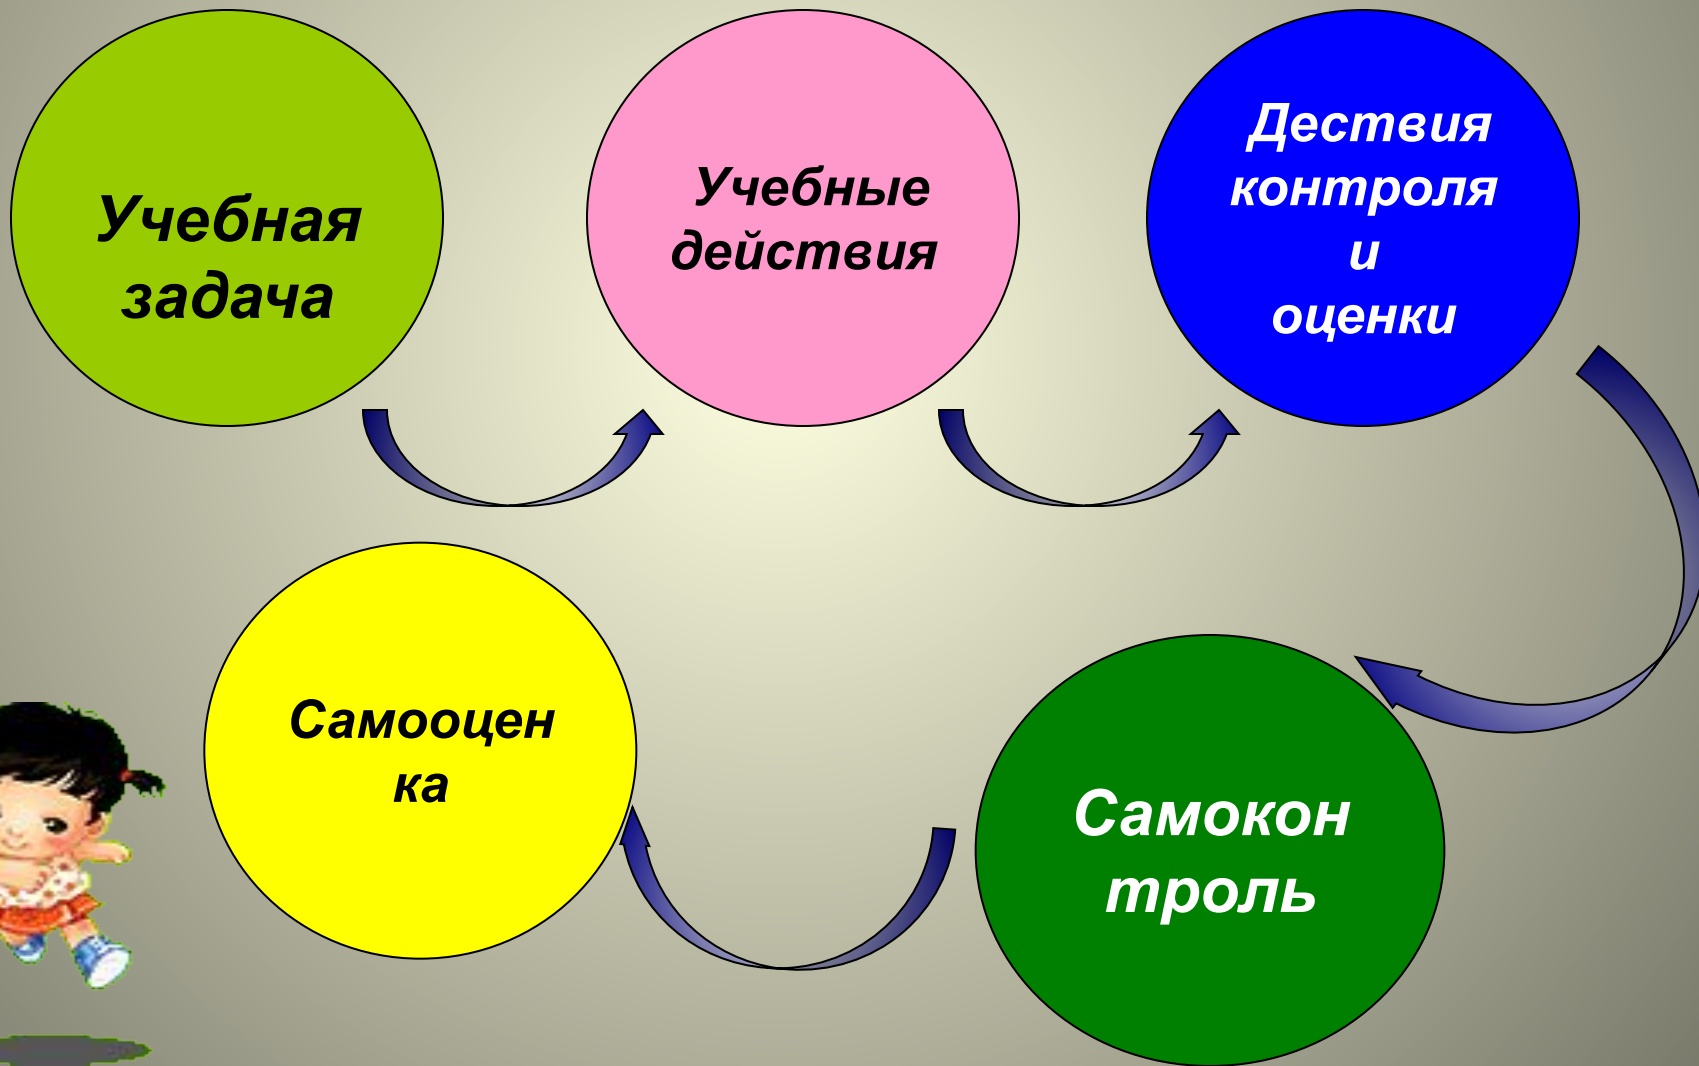 Учебная
задача
Учебные
действия
Дествия
контроля
и
оценки
Самокон
троль
Самооцен
ка